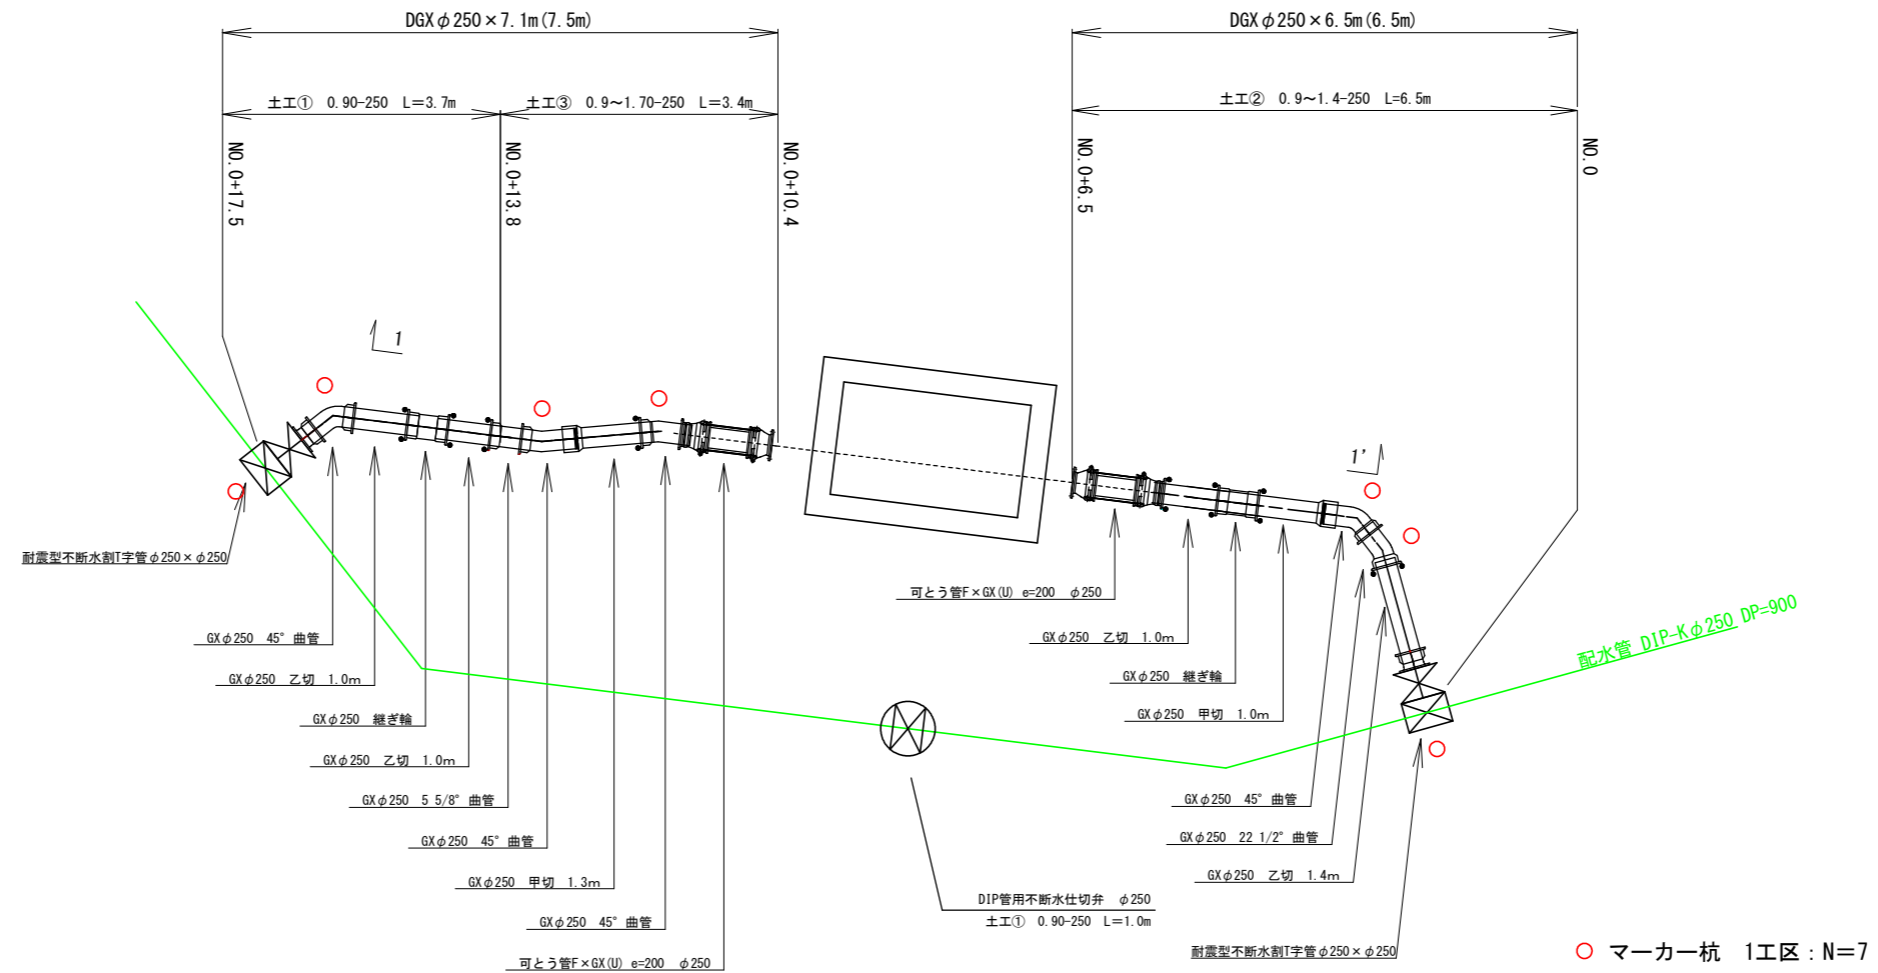 DGXφ250×7.1m(7.5m)
DGXφ250×6.5m(6.5m)
土工① 0.90-250 L=3.7m
土工③ 0.9～1.70-250 L=3.4m
土工② 0.9～1.4-250 L=6.5m
NO.0+17.5
NO.0+13.8
NO.0+10.4
NO.0+6.5
NO.0
1
1'
耐震型不断水割T字管φ250×φ250
GXφ250 45°曲管
GXφ250 乙切 1.0m
GXφ250 継ぎ輪
GXφ250 乙切 1.0m
GXφ250 5 5/8°曲管
GXφ250 45°曲管
GXφ250 甲切 1.3m
GXφ250 45°曲管
可とう管F×GX(U) e=200 φ250
可とう管F×GX(U) e=200 φ250
GXφ250 乙切 1.0m
GXφ250 継ぎ輪
GXφ250 甲切 1.0m
GXφ250 45°曲管
GXφ250 22 1/2°曲管
GXφ250 乙切 1.4m
耐震型不断水割T字管φ250×φ250
配水管 DIP-Kφ250 DP=900
DIP管用不断水仕切弁 φ250
土工① 0.90-250 L=1.0m
マーカー杭 1工区：N=7